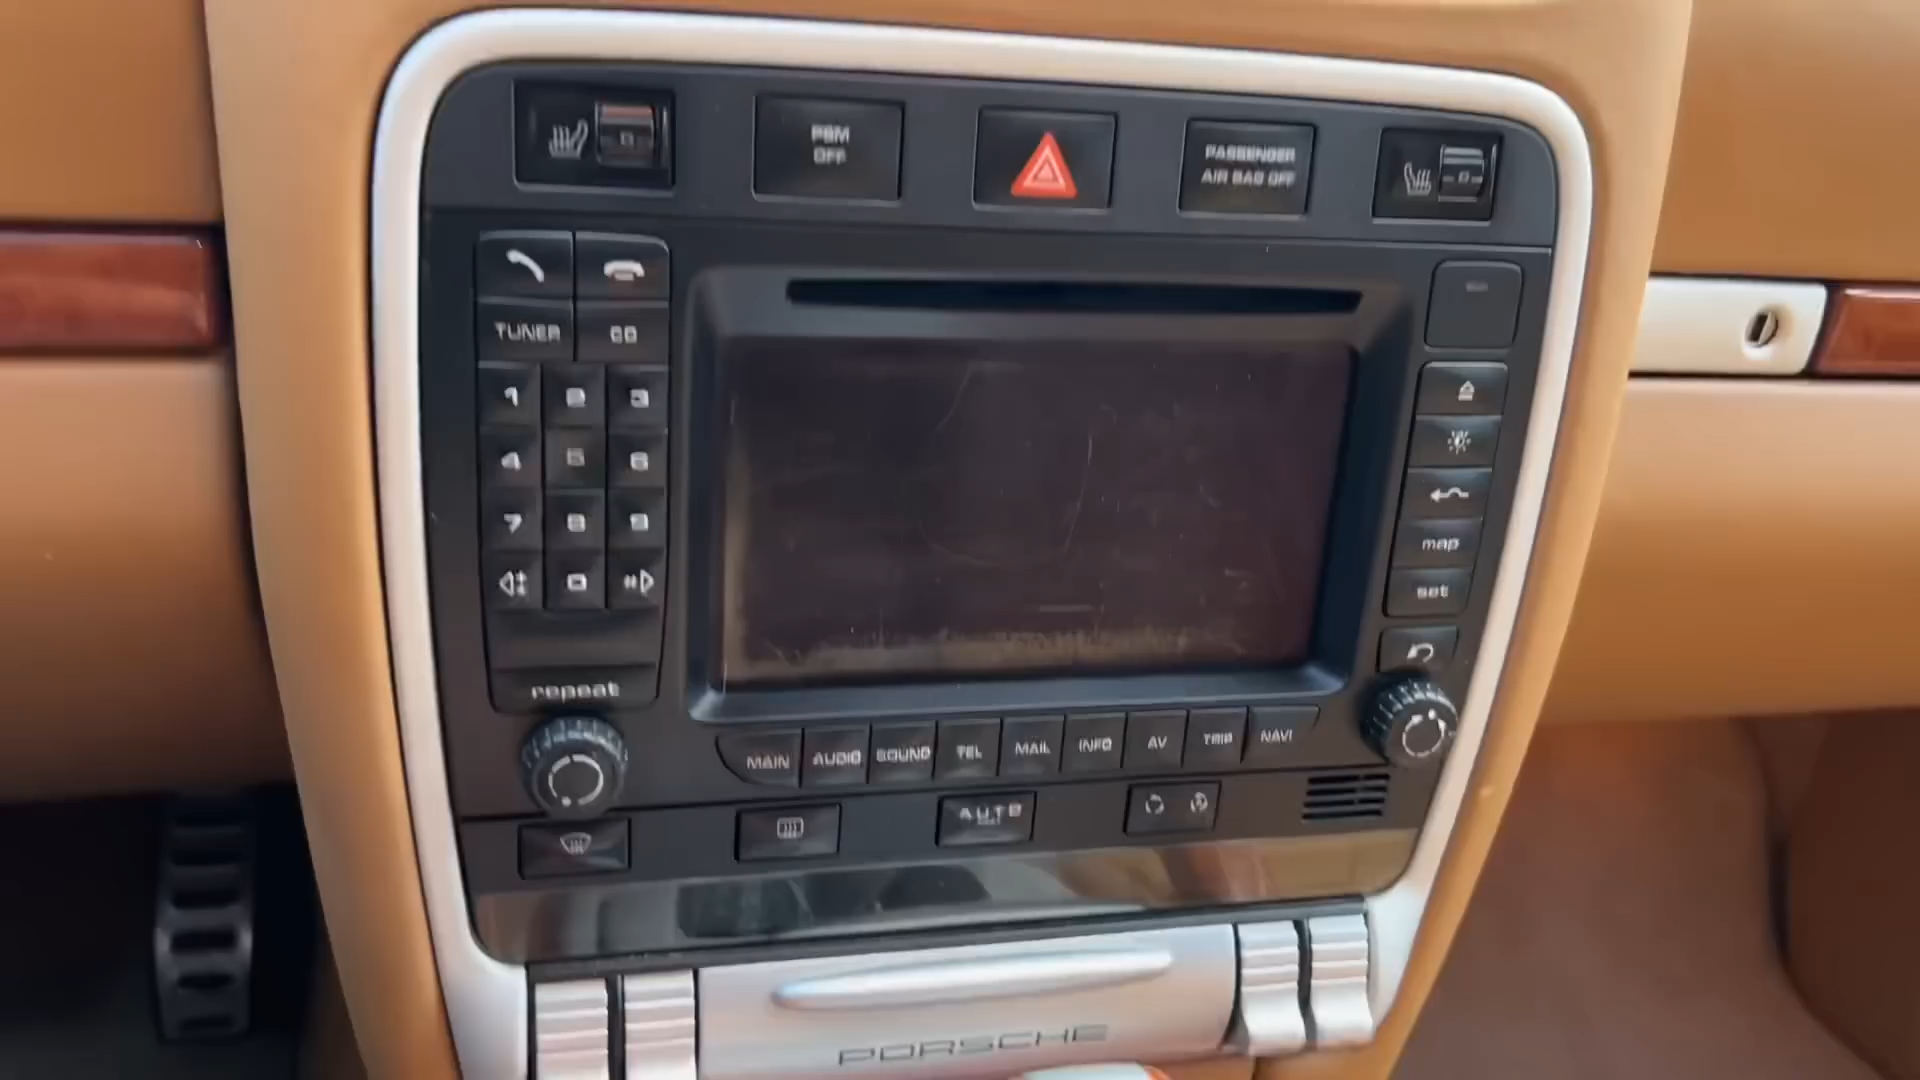 PSM
OFF
PASSENGER
AIR BAG OFF
TUNER CD
1 2 3
4 5 6
7 8 9
0 #
map
set
repeat
MAIN AUDIO SOUND TEL MAIL INFO AV TRIP NAVI
AUTO
PORSCHE